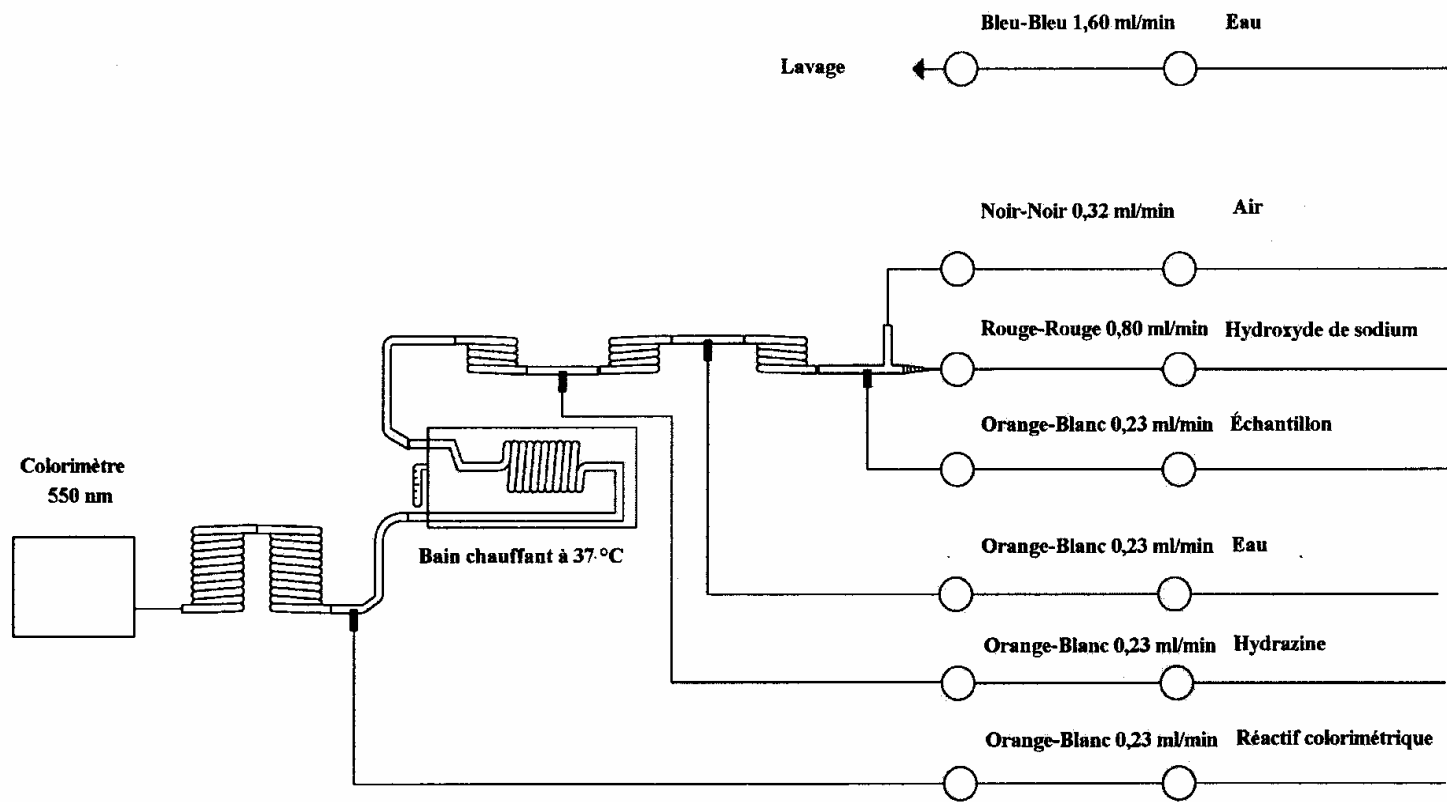 Bleu-Bleu 1,60 ml/min Eau
Lavage
Noir-Noir 0,32 ml/min Air
Rouge-Rouge 0,80 ml/min Hydroxyde de sodium
Orange-Blanc 0,23 ml/min Échantillon
Colorimètre
550 nm
Orange-Blanc 0,23 ml/min Eau
Bain chauffant à 37 °C
Orange-Blanc 0,23 ml/min Hydrazine
Orange-Blanc 0,23 ml/min Réactif colorimétrique